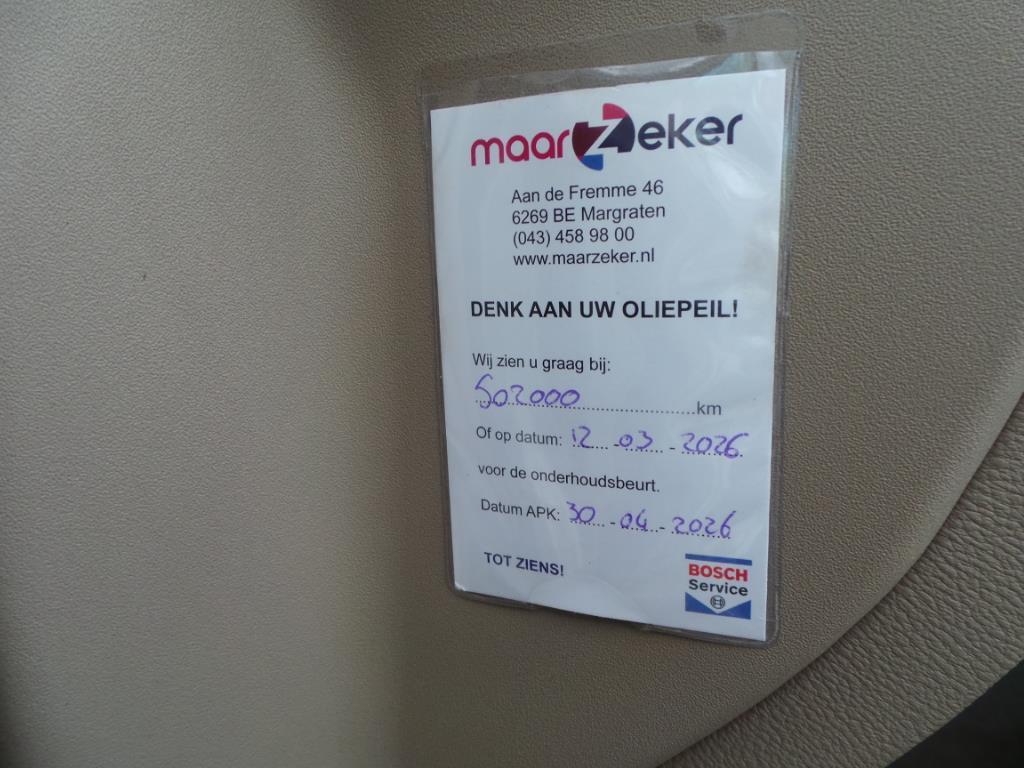 maarzeker
Aan de Fremme 46
6269 BE Margraten
(043) 458 98 00
www.maarzeker.nl
DENK AAN UW OLIEPEIL!
Wij zien u graag bij:
502000 km
Of op datum: 12 - 03 - 2026
voor de onderhoudsbeurt.
Datum APK: 30 - 04 - 2026
TOT ZIENS!
BOSCH
Service